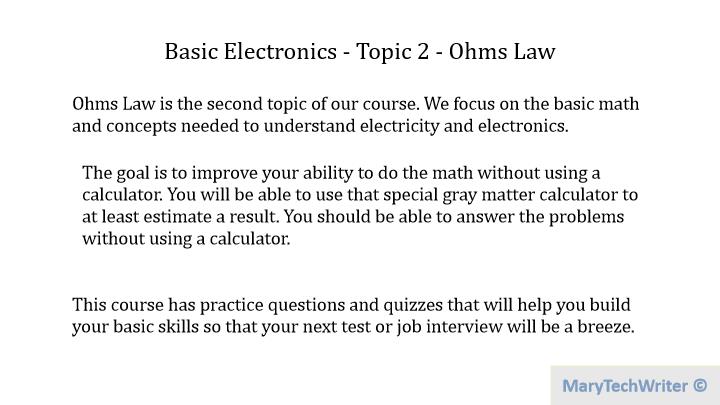 Basic Electronics - Topic 2 - Ohms Law
Ohms Law is the second topic of our course. We focus on the basic math
and concepts needed to understand electricity and electronics.
The goal is to improve your ability to do the math without using a
calculator. You will be able to use that special gray matter calculator to
at least estimate a result. You should be able to answer the problems
without using a calculator.
This course has practice questions and quizzes that will help you build
your basic skills so that your next test or job interview will be a breeze.
MaryTechWriter ©